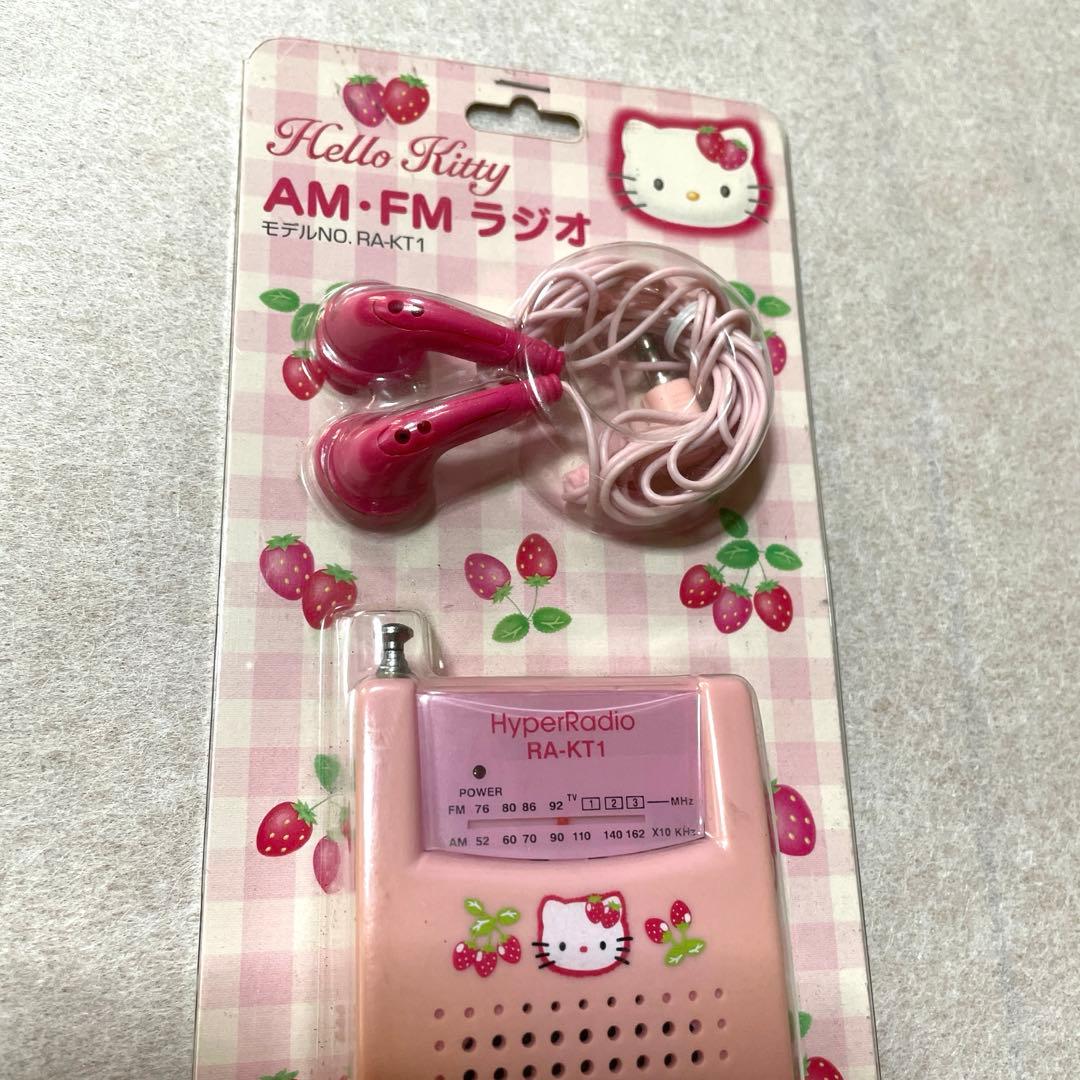 Hello Kitty
AM・FM ラジオ
モデルNO. RA-KT1
HyperRadio
RA-KT1
POWER
FM 76 80 86 92 TV 1 2 3 MHz
AM 52 60 70 90 110 140 162 X10 KHz